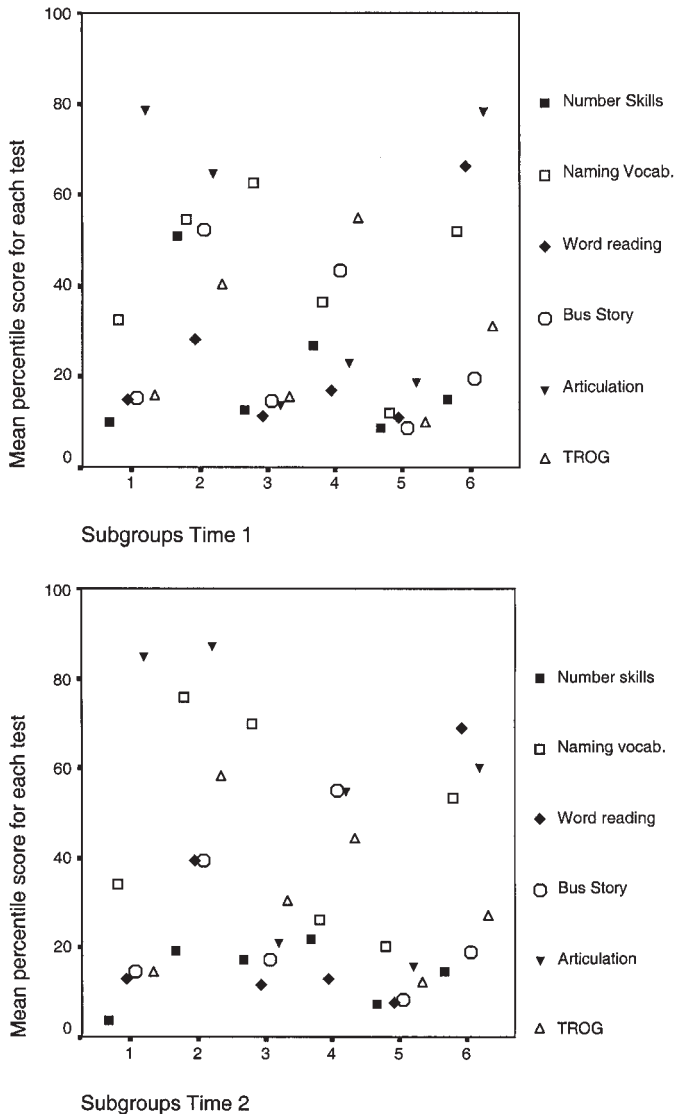 Mean percentile score for each test
100
80
60
40
20
0
1 2 3 4 5 6
Subgroups Time 1
Number Skills
Naming Vocab.
Word reading
Bus Story
Articulation
TROG
Mean percentile score for each test
100
80
60
40
20
0
1 2 3 4 5 6
Subgroups Time 2
Number skills
Naming vocab.
Word reading
Bus Story
Articulation
TROG